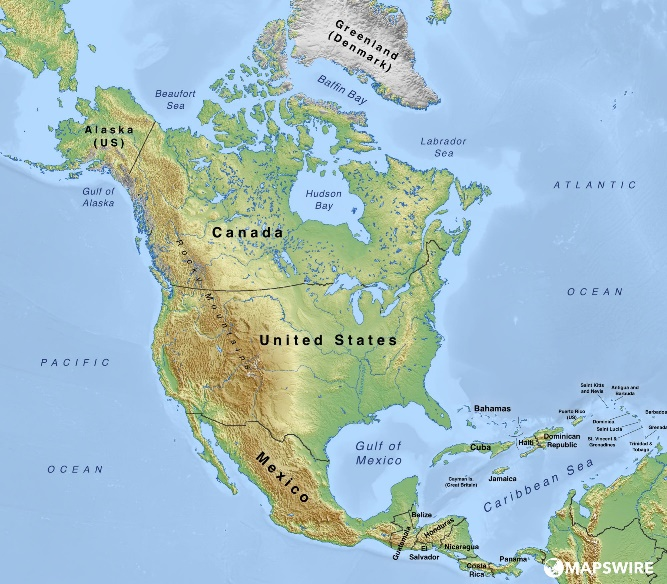 Greenland
(Denmark)
Baffin Bay
Beaufort
Sea
Alaska
(US)
Labrador
Sea
Gulf of
Alaska
Hudson
Bay
ATLANTIC
Canada
Rocky Mountains
OCEAN
United States
PACIFIC
Saint Kitts
and Nevis
Antigua and
Barbuda
Bahamas
Puerto Rico
(US)
Barbados
Dominica
Saint Lucia
Grenada
St. Vincent &
Grenadines
Trinidad &
Tobaga
Cuba
Haiti
Dominican
Republic
Gulf of
Mexico
OCEAN
Mexico
Cayman Is.
(Great Britain)
Jamaica
Caribbean Sea
Belize
Guatemala
Honduras
El
Salvador
Nicaragua
Costa
Rica
Panama
MAPSWIRE